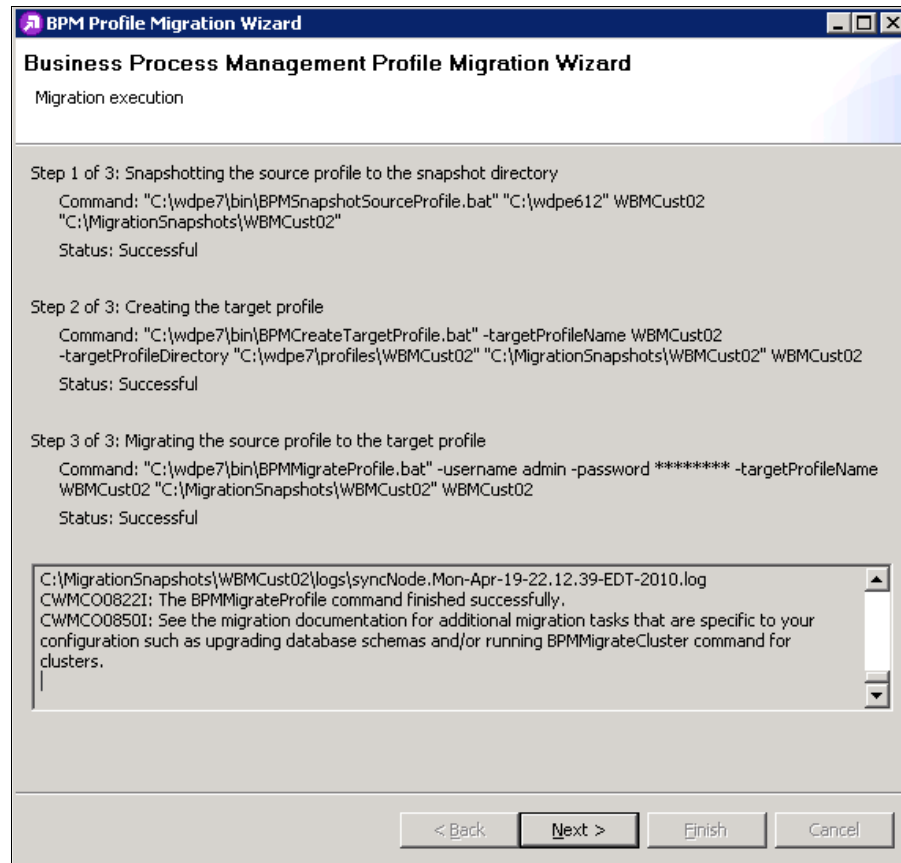 BPM Profile Migration Wizard
Business Process Management Profile Migration Wizard
Migration execution
Step 1 of 3: Snapshotting the source profile to the snapshot directory
Command: "C:\wdpe7\bin\BPMSnapshotSourceProfile.bat" "C:\wdpe612" WBMCust02
"C:\MigrationSnapshots\WBMCust02"
Status: Successful
Step 2 of 3: Creating the target profile
Command: "C:\wdpe7\bin\BPMCreateTargetProfile.bat" -targetProfileName WBMCust02
-targetProfileDirectory "C:\wdpe7\profiles\WBMCust02" "C:\MigrationSnapshots\WBMCust02" WBMCust02
Status: Successful
Step 3 of 3: Migrating the source profile to the target profile
Command: "C:\wdpe7\bin\BPMMigrateProfile.bat" -username admin -password ******** -targetProfileName
WBMCust02 "C:\MigrationSnapshots\WBMCust02" WBMCust02
Status: Successful
C:\MigrationSnapshots\WBMCust02\logs\syncNode.Mon-Apr-19-22.12.39-EDT-2010.log
CWMCO0822I: The BPMMigrateProfile command finished successfully.
CWMCO0850I: See the migration documentation for additional migration tasks that are specific to your
configuration such as upgrading database schemas and/or running BPMMigrateCluster command for
clusters.
< Back Next > Finish Cancel